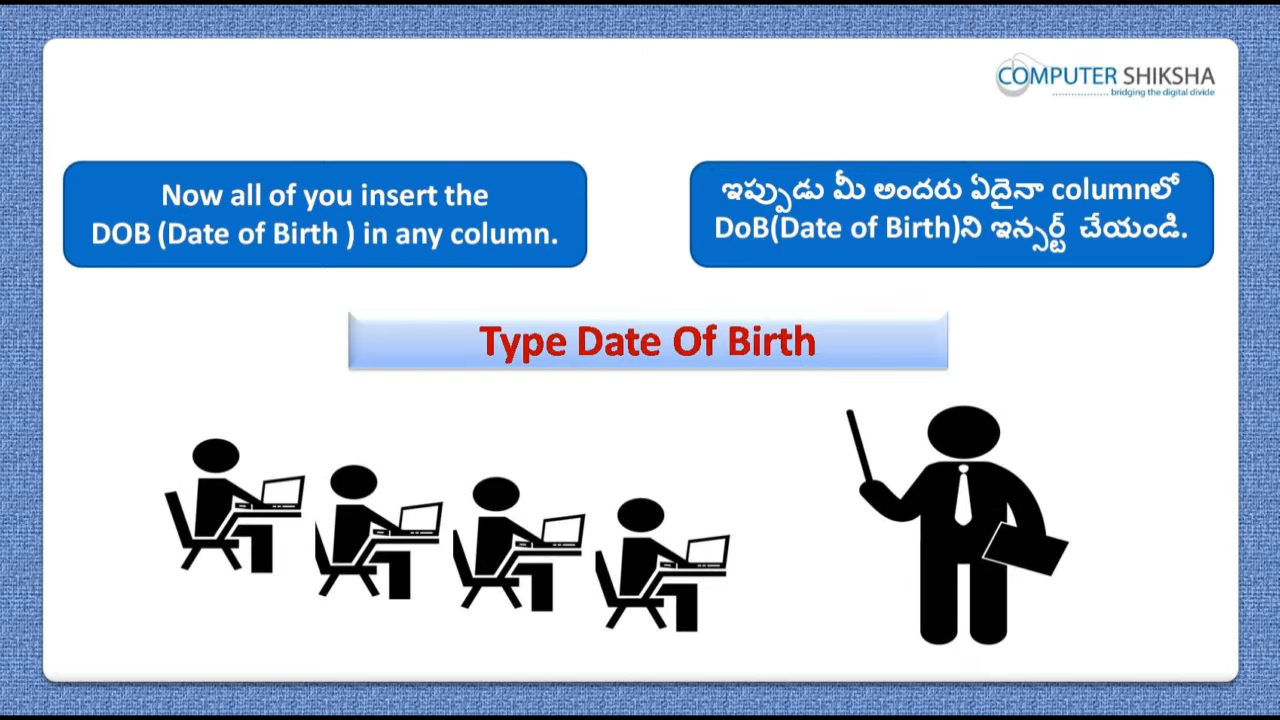 COMPUTER SHIKSHA
bridging the digital divide
Now all of you insert the
DOB (Date of Birth ) in any column.
ఇప్పుడు మీ అందరు ఏదైనా columnలో
DoB(Date of Birth)ని ఇన్సర్ట్ చేయండి.
Type Date Of Birth